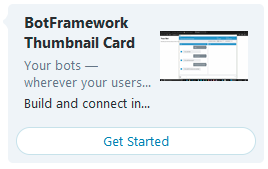 BotFramework
Thumbnail Card
Your bots —
wherever your users...
Build and connect in...
Get Started